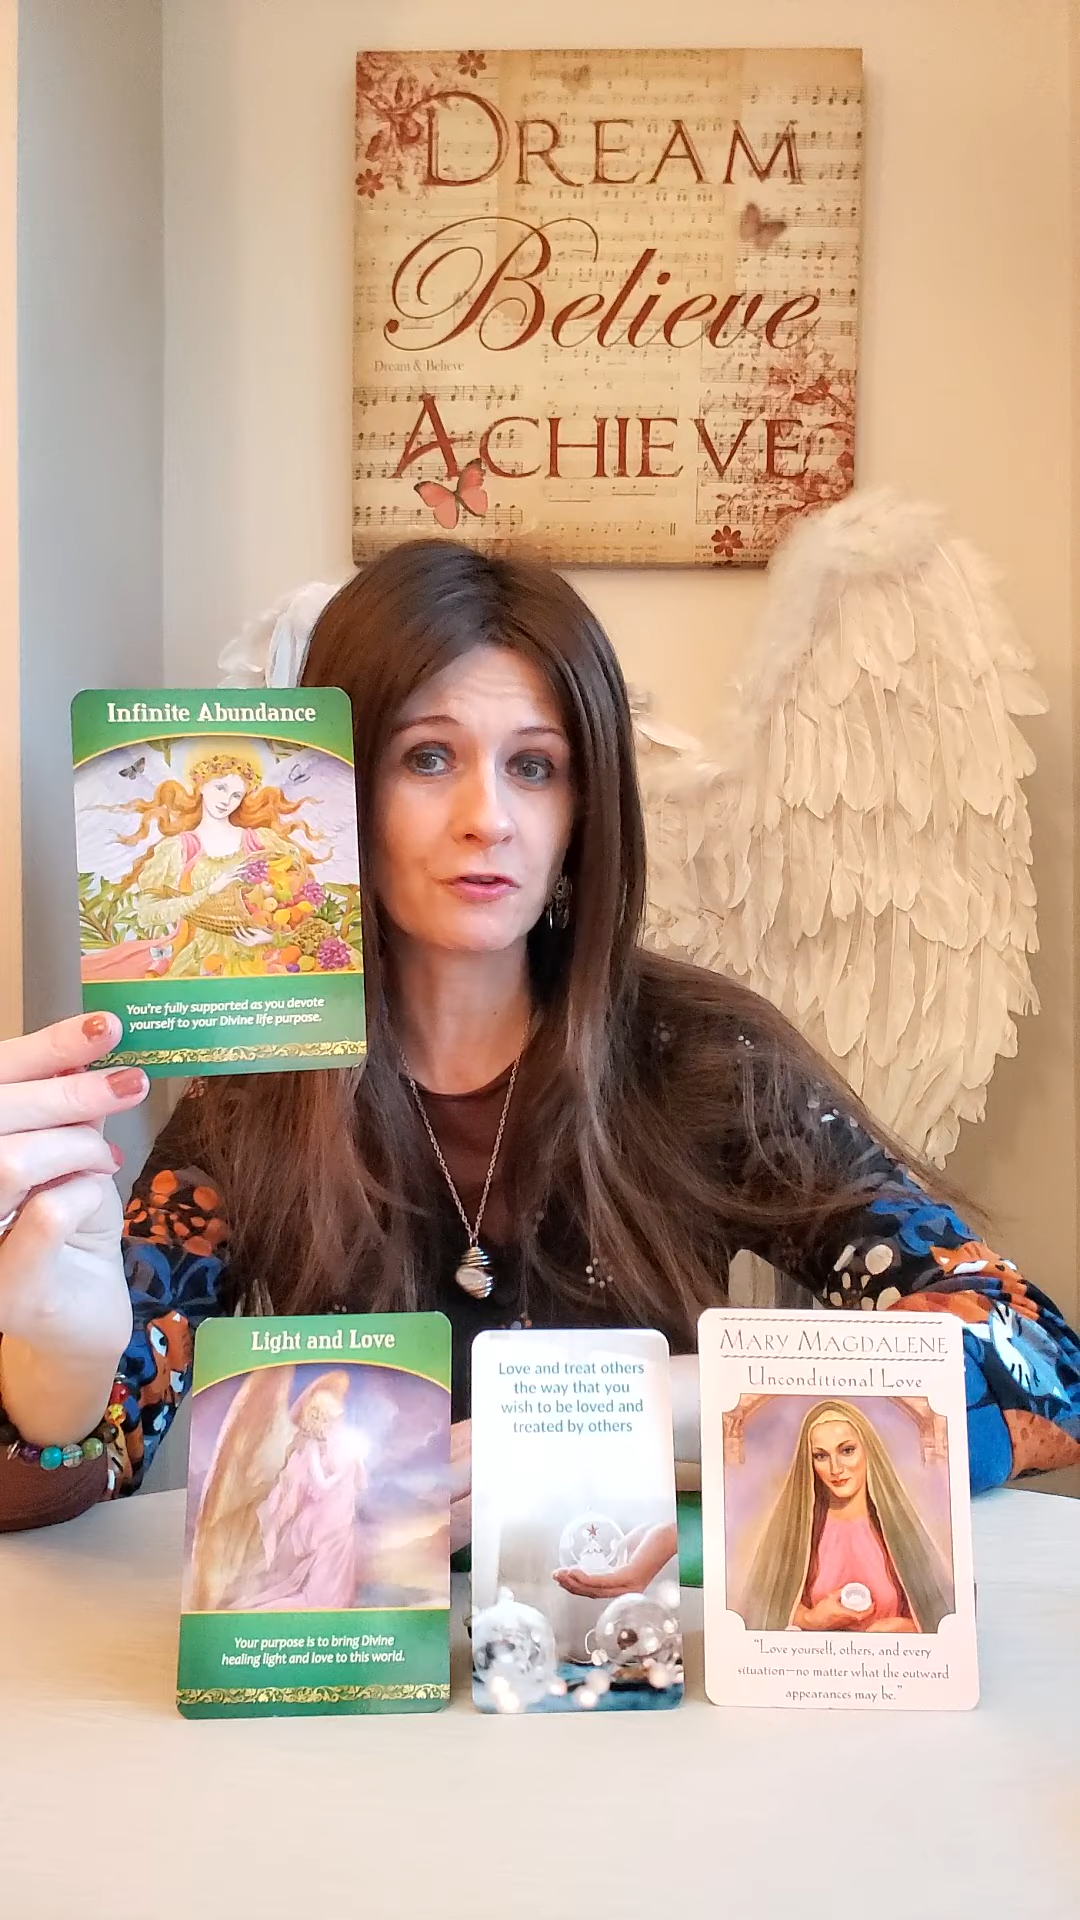 DREAM
Believe
Dream & Believe
ACHIEVE
Infinite Abundance
You're fully supported as you devote
yourself to your Divine life purpose.
Light and Love
Your purpose is to bring Divine
healing light and love to this world.
Love and treat others
the way that you
wish to be loved and
treated by others
MARY MAGDALENE
Unconditional Love
"Love yourself, others, and every
situation—no matter what the outward
appearances may be."